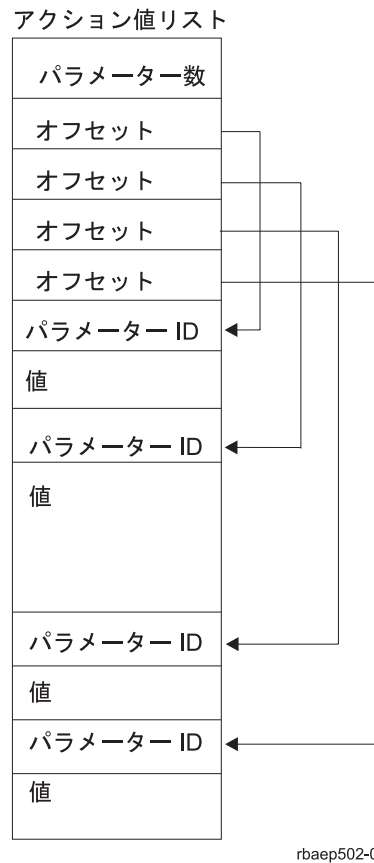 アクション値リスト
パラメーター数
オフセット
オフセット
オフセット
オフセット
パラメーター ID
値
パラメーター ID
値
パラメーター ID
値
パラメーター ID
値
rbaep502-0